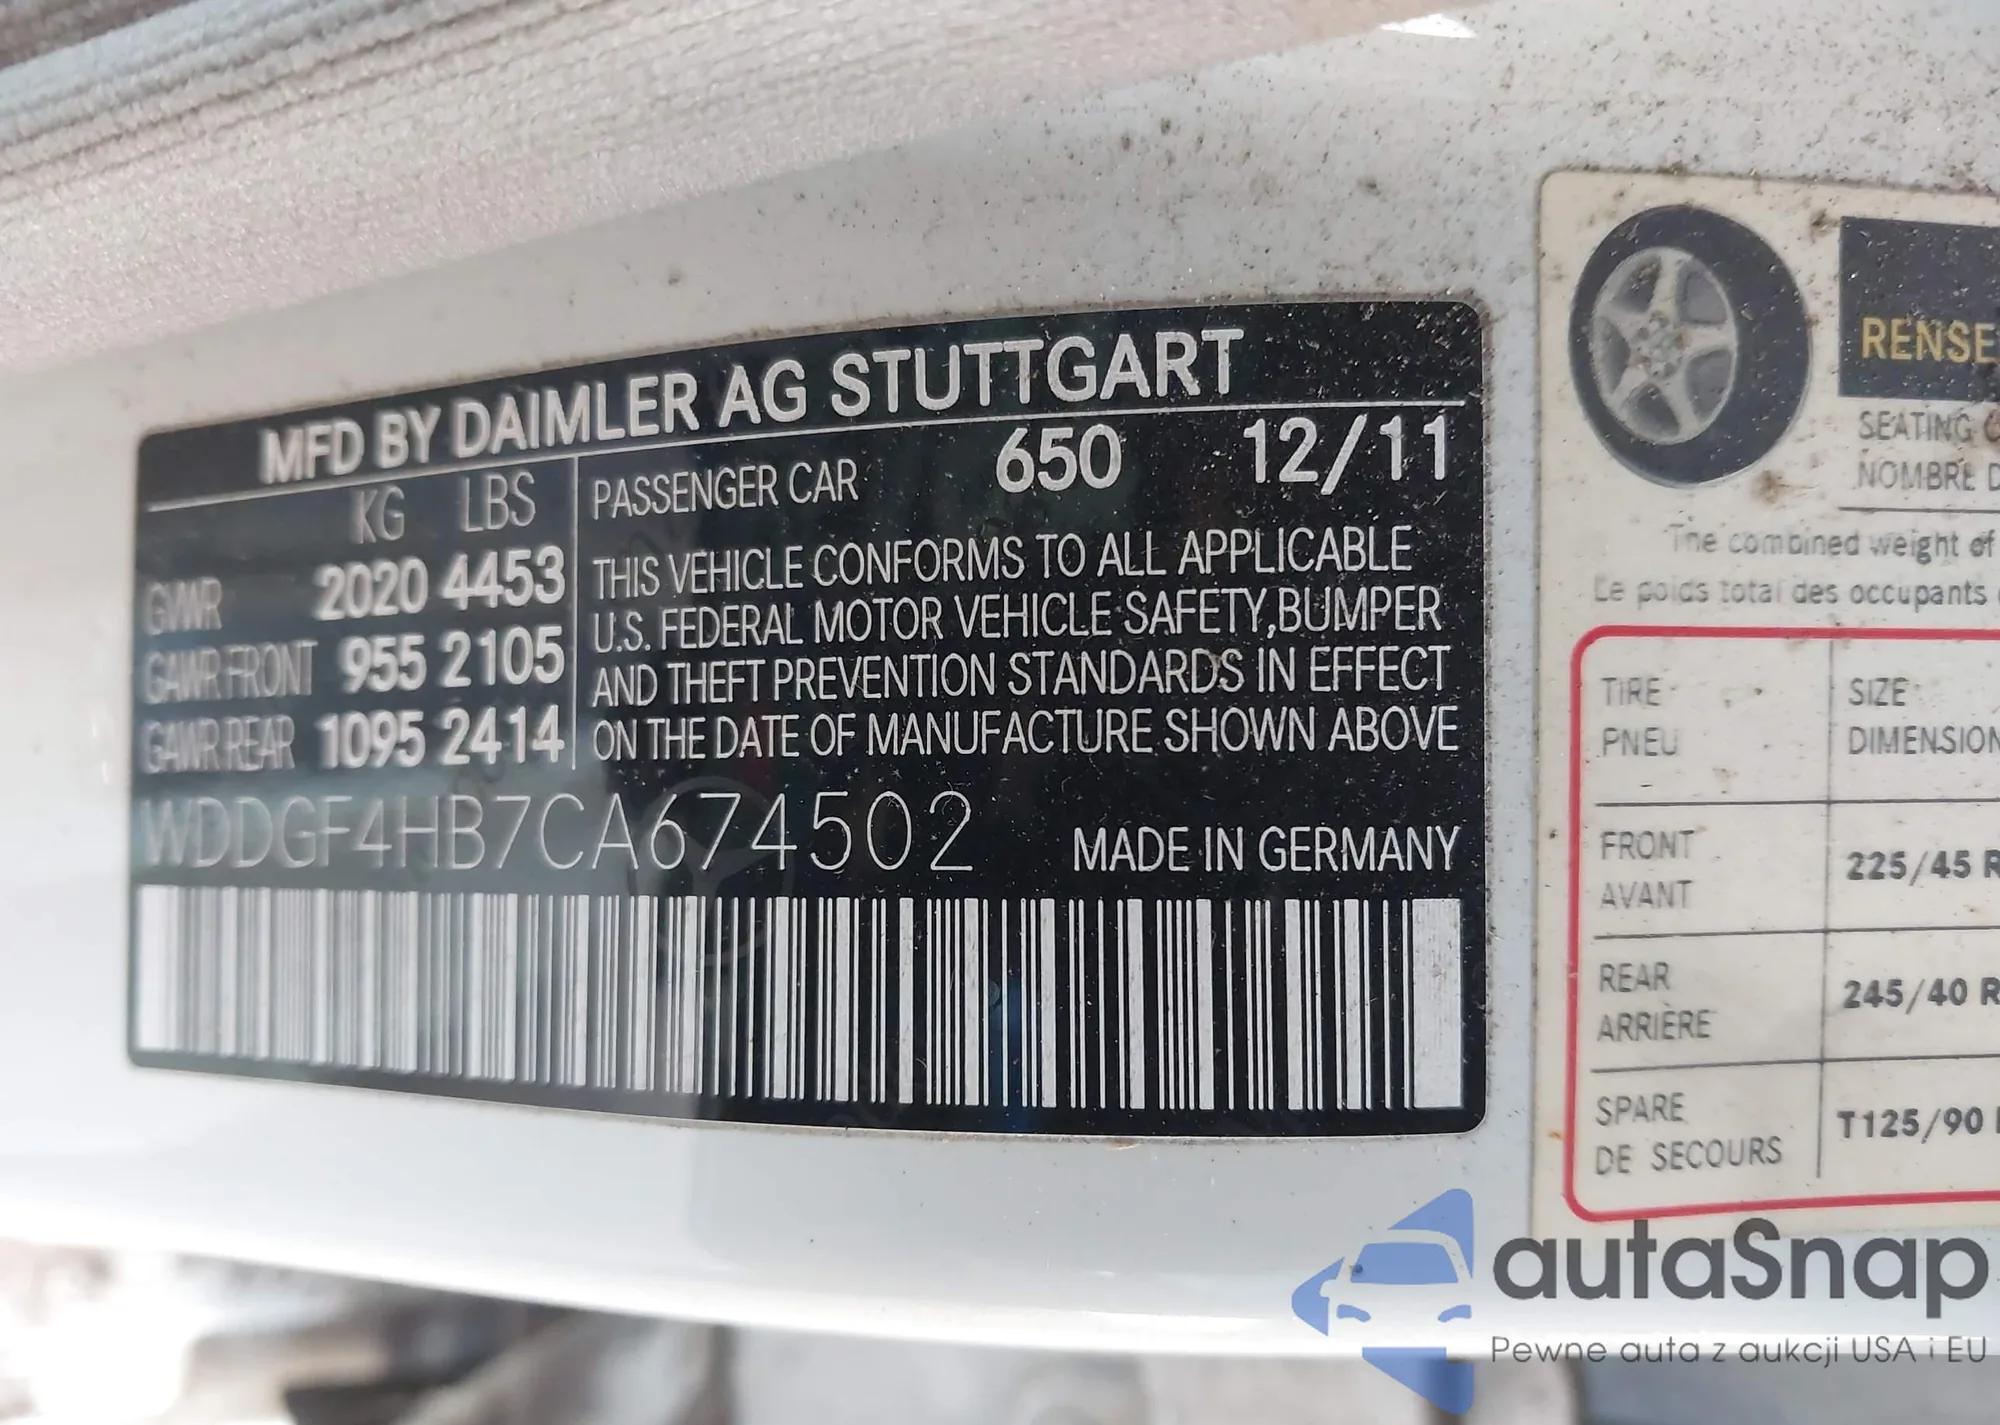 MFD BY DAIMLER AG STUTTGART
KG LBS
GVWR 2020 4453
GAWR FRONT 955 2105
GAWR REAR 1095 2414
PASSENGER CAR 650 12/11
THIS VEHICLE CONFORMS TO ALL APPLICABLE
U.S. FEDERAL MOTOR VEHICLE SAFETY,BUMPER
AND THEFT PREVENTION STANDARDS IN EFFECT
ON THE DATE OF MANUFACTURE SHOWN ABOVE
WDDGF4HB7CA674502
MADE IN GERMANY
RENSE
SEATING C
NOMBRE D
The combined weight of
Le poids total des occupants
TIRE SIZE
PNEU DIMENSION
FRONT
AVANT
225/45 R
REAR
ARRIÈRE
245/40 R
SPARE
DE SECOURS
T125/90
autaSnap
Pewne auta z aukcji USA i EU